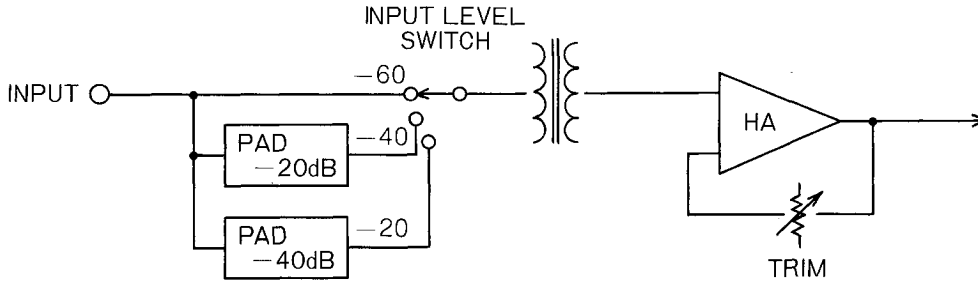 INPUT LEVEL
SWITCH
INPUT
−60
−40
−20
PAD
−20dB
PAD
−40dB
HA
TRIM